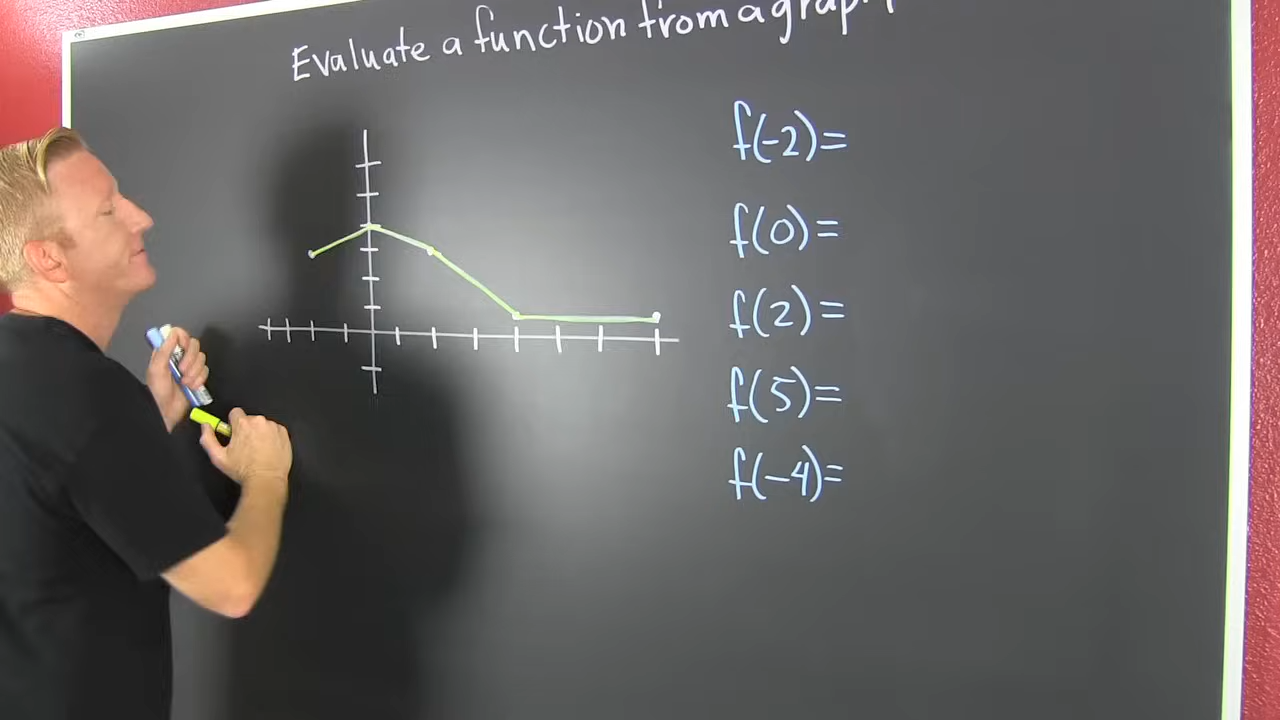 Evaluate a function from a graph
f(-2)=
f(0)=
f(2)=
f(5)=
f(-4)=